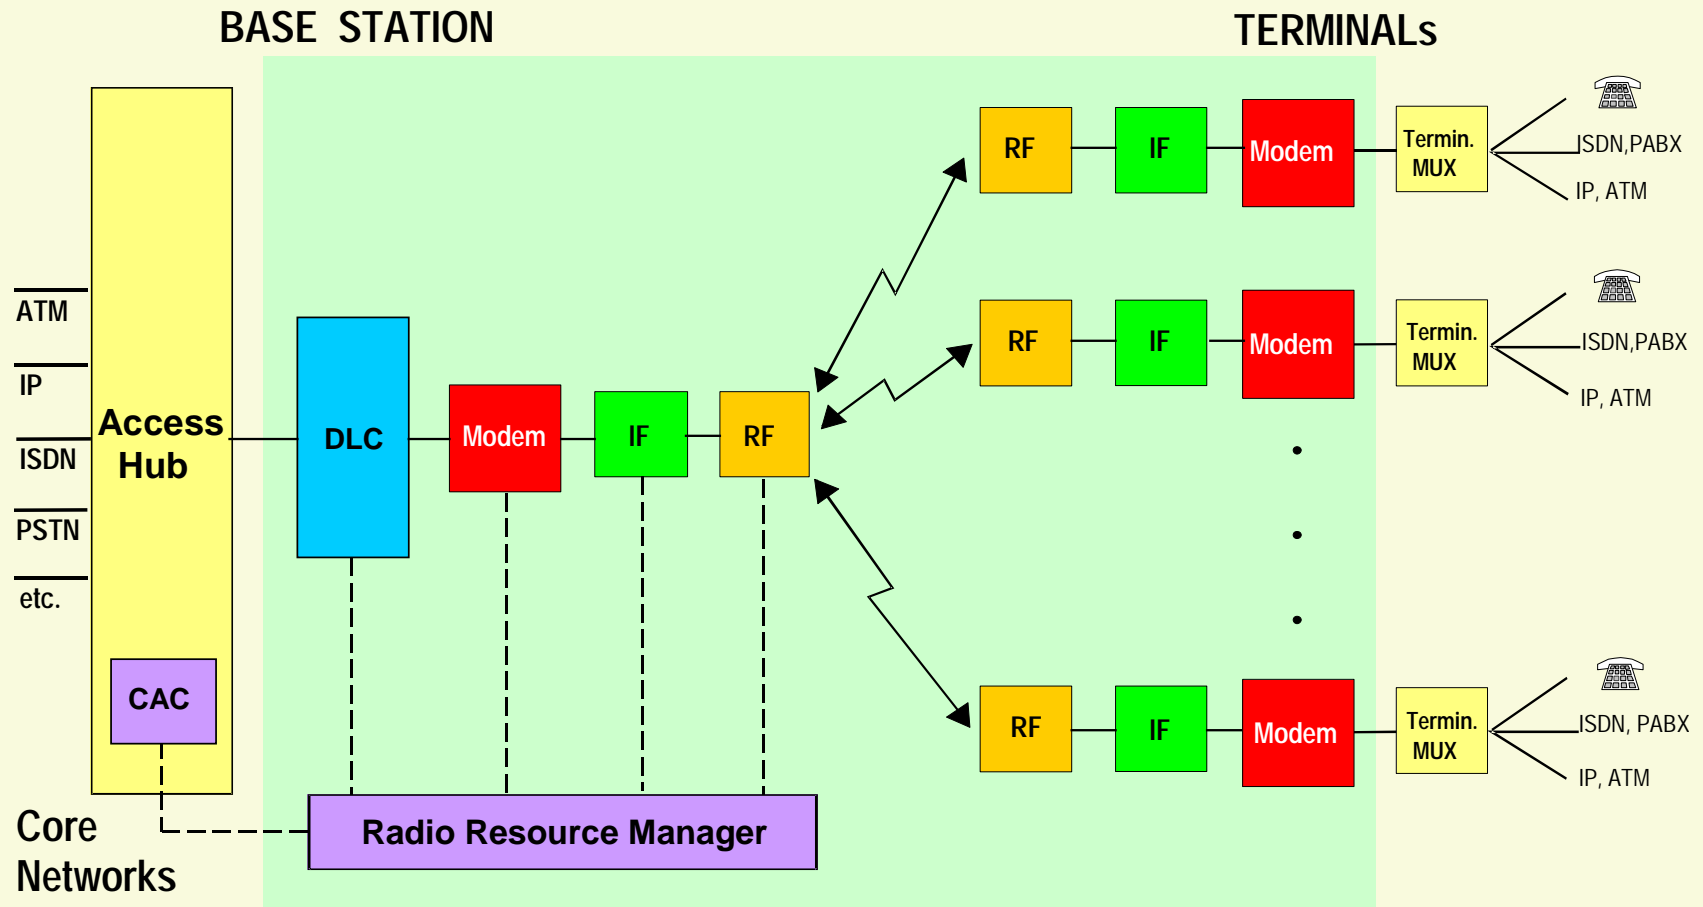 BASE STATION
TERMINALs
ATM
IP
ISDN
PSTN
etc.
Core
Networks
Access
Hub
CAC
DLC
Modem
IF
RF
Radio Resource Manager
RF
IF
Modem
Termin.
MUX
ISDN,PABX
IP, ATM
RF
IF
Modem
Termin.
MUX
ISDN,PABX
IP, ATM
RF
IF
Modem
Termin.
MUX
ISDN, PABX
IP, ATM